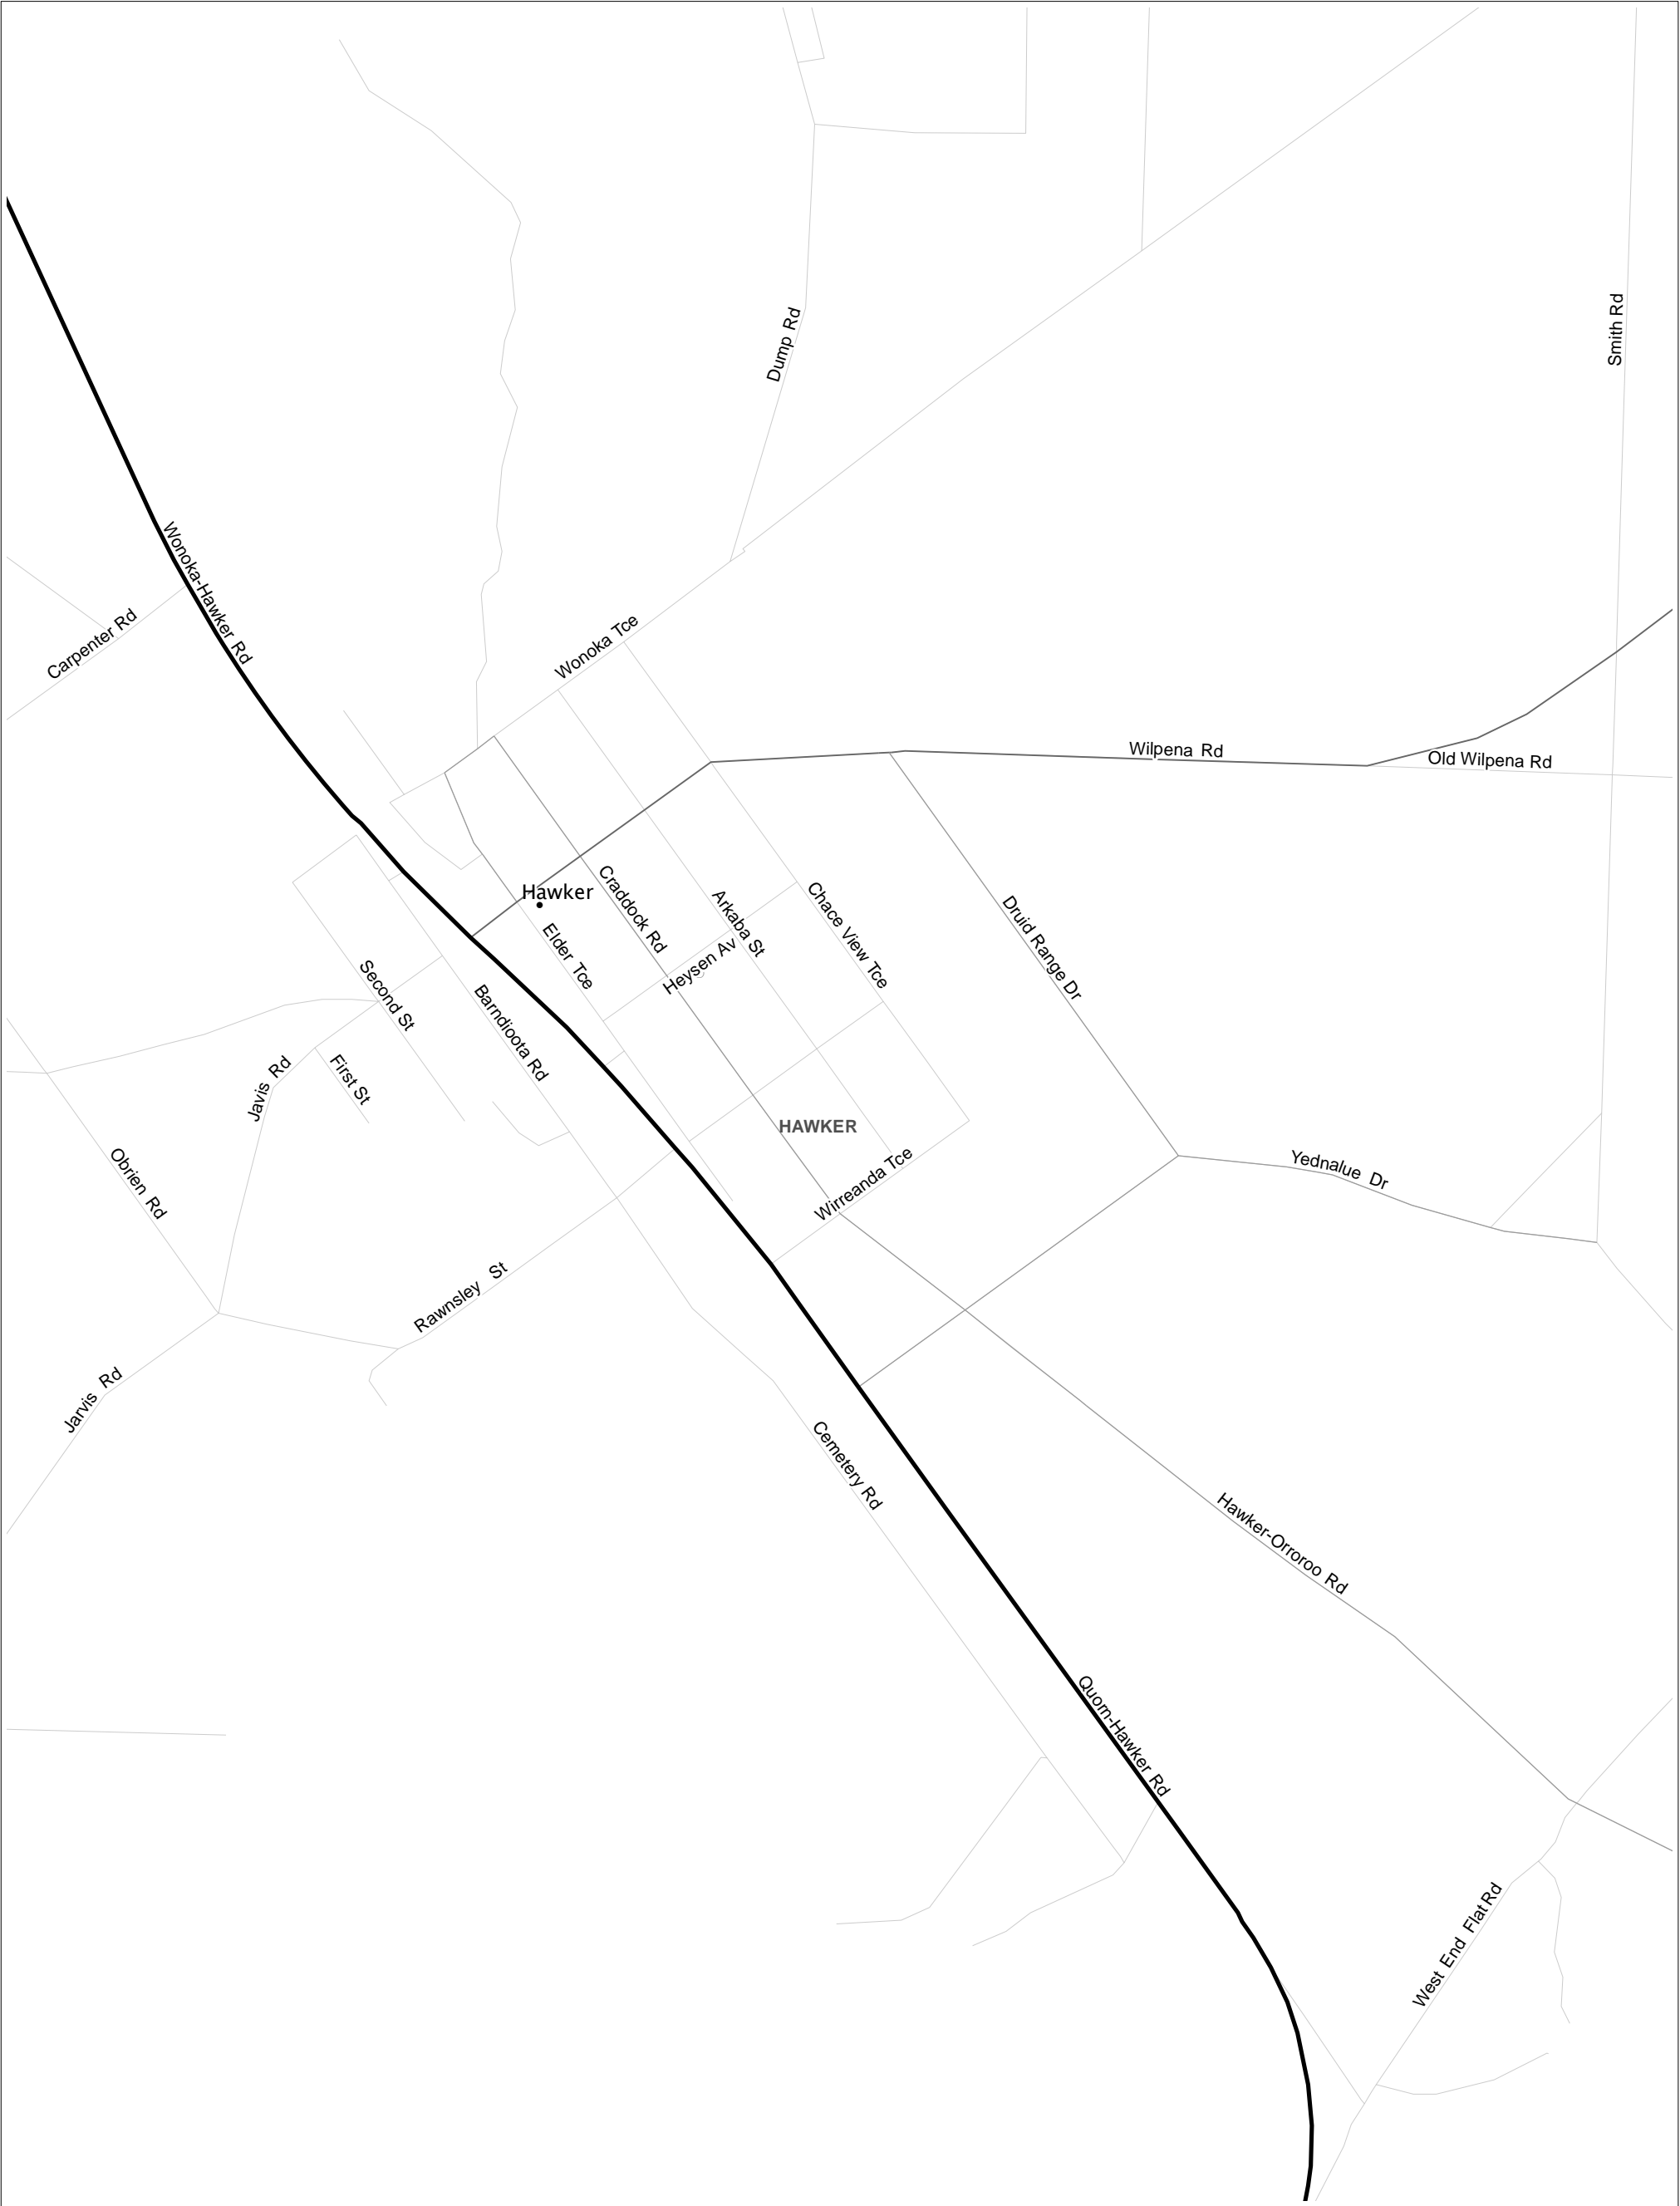 Smith Rd
Dump Rd
Wonoka-Hawker Rd
Carpenter Rd
Wonoka Tce
Wilpena Rd
Old Wilpena Rd
Hawker
Craddock Rd
Arkaba St
Chace View Tce
Druid Range Dr
Elder Tce
Heysen Av
Second St
Barndioota Rd
First St
Javis Rd
HAWKER
Obrien Rd
Wirreanda Tce
Yednalue Dr
Rawnsley St
Jarvis Rd
Cemetery Rd
Hawker-Orroroo Rd
Quorn-Hawker Rd
West End Flat Rd